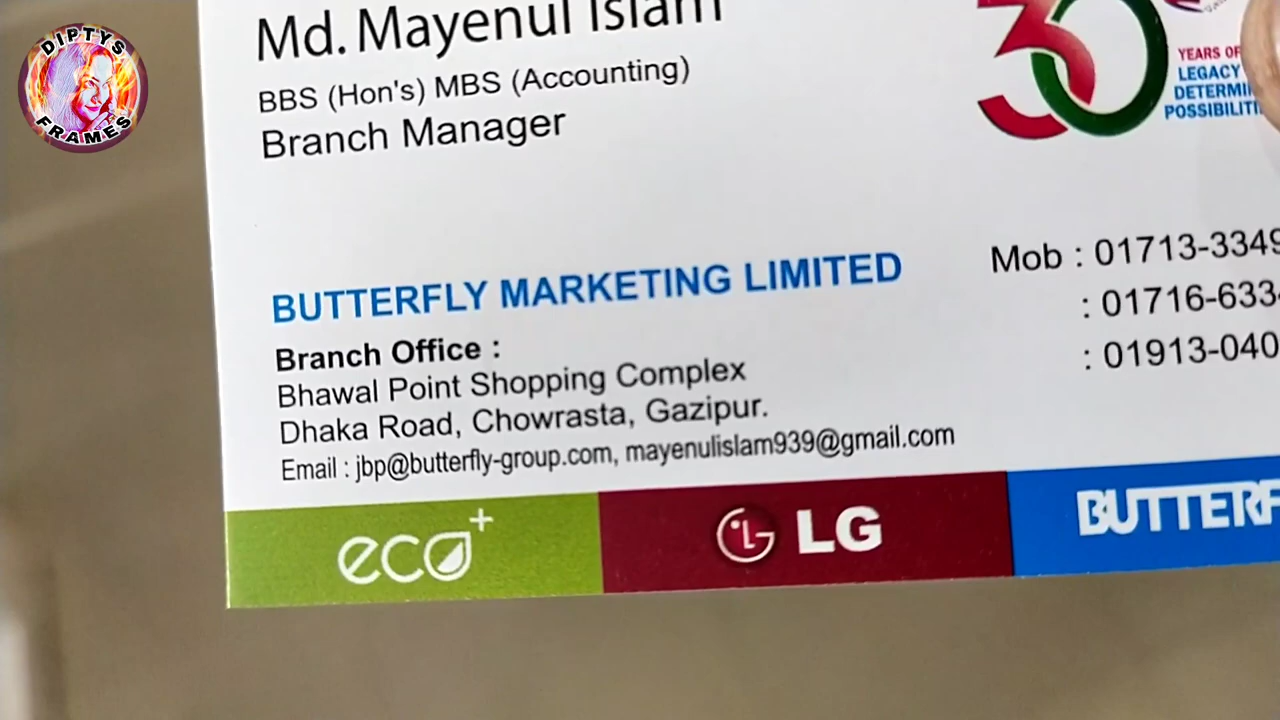 DIPTYS
FRAMES
Md. Mayenul Islam
BBS (Hon's) MBS (Accounting)
Branch Manager
30
YEARS OF
LEGACY
DETERMI
POSSIBILITI
BUTTERFLY MARKETING LIMITED
Branch Office :
Bhawal Point Shopping Complex
Dhaka Road, Chowrasta, Gazipur.
Email : jbp@butterfly-group.com, mayenulislam939@gmail.com
Mob : 01713-3349
: 01716-633
: 01913-040
eco+
LG
BUTTERF